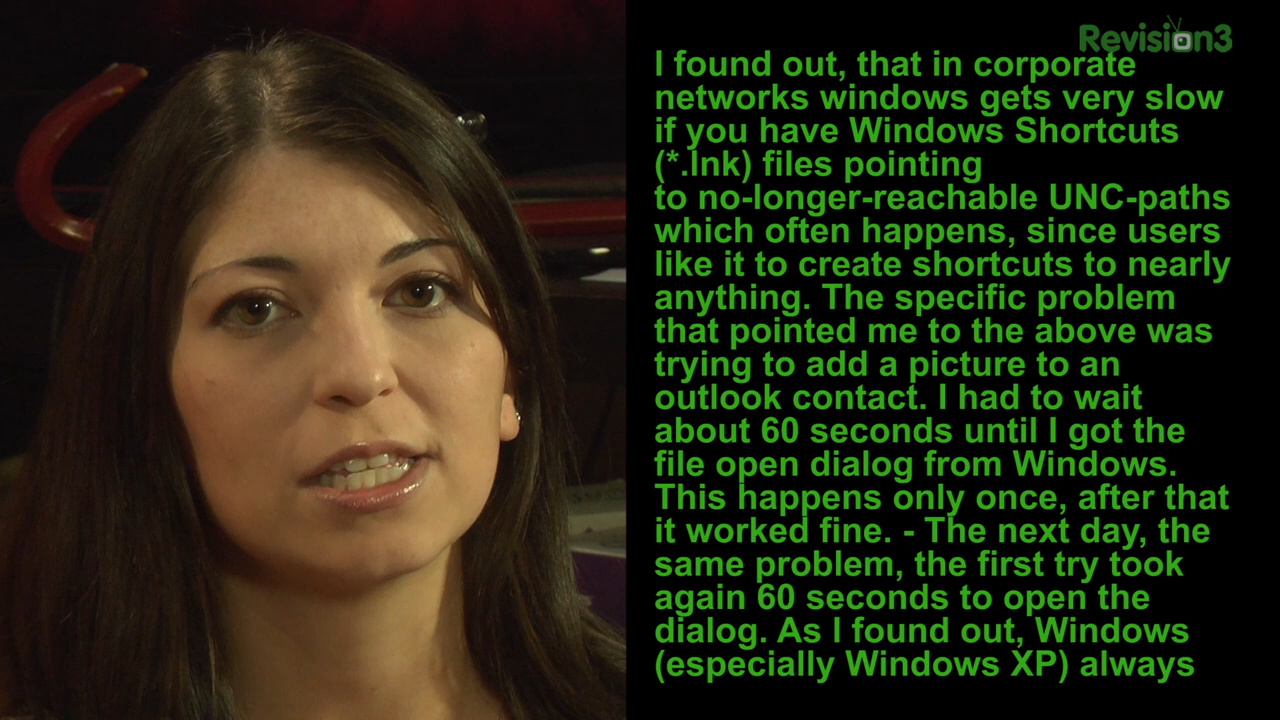 Revision3
I found out, that in corporate
networks windows gets very slow
if you have Windows Shortcuts
(*.lnk) files pointing
to no-longer-reachable UNC-paths
which often happens, since users
like it to create shortcuts to nearly
anything. The specific problem
that pointed me to the above was
trying to add a picture to an
outlook contact. I had to wait
about 60 seconds until I got the
file open dialog from Windows.
This happens only once, after that
it worked fine. - The next day, the
same problem, the first try took
again 60 seconds to open the
dialog. As I found out, Windows
(especially Windows XP) always